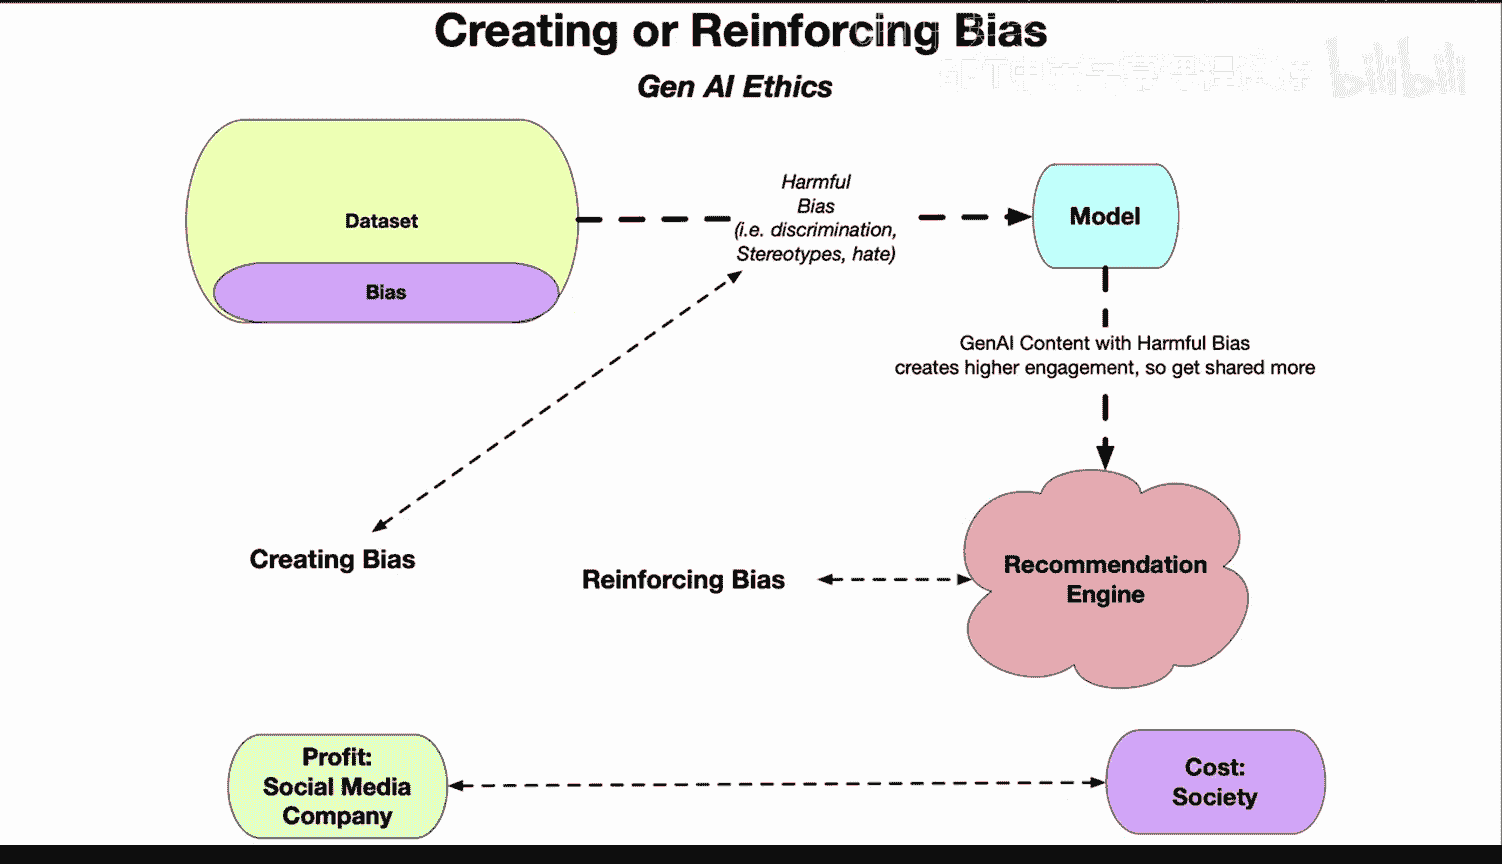 Creating or Reinforcing Bias
Gen AI Ethics
bilibili
Dataset
Bias
Harmful
Bias
(i.e. discrimination,
Stereotypes, hate)
Model
GenAI Content with Harmful Bias
creates higher engagement, so get shared more
Creating Bias
Reinforcing Bias
Recommendation
Engine
Profit:
Social Media
Company
Cost:
Society